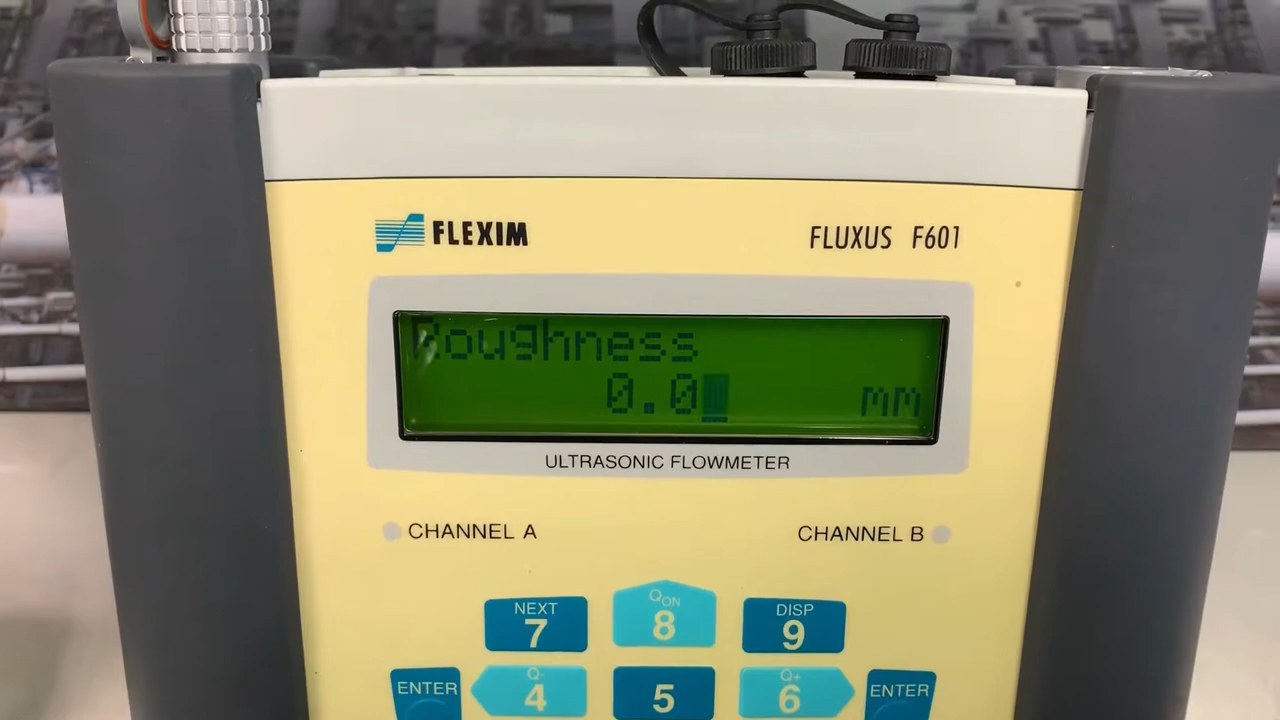 FLEXIM
FLUXUS F601
Roughness
0.0 mm
ULTRASONIC FLOWMETER
CHANNEL A
CHANNEL B
NEXT
7
QON
8
DISP
9
ENTER
Q-
4
5
Q+
6
ENTER